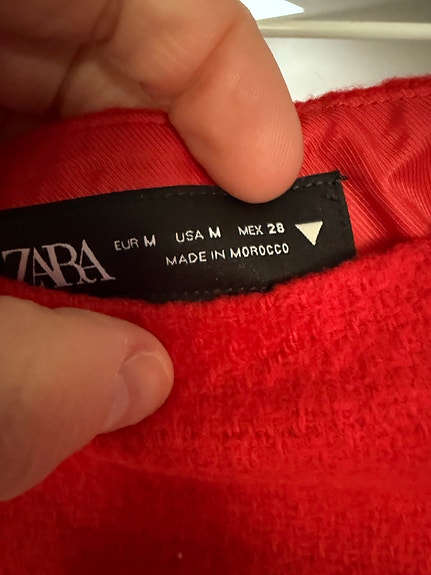 ZARA
EUR M USA M MEX 28
MADE IN MOROCCO